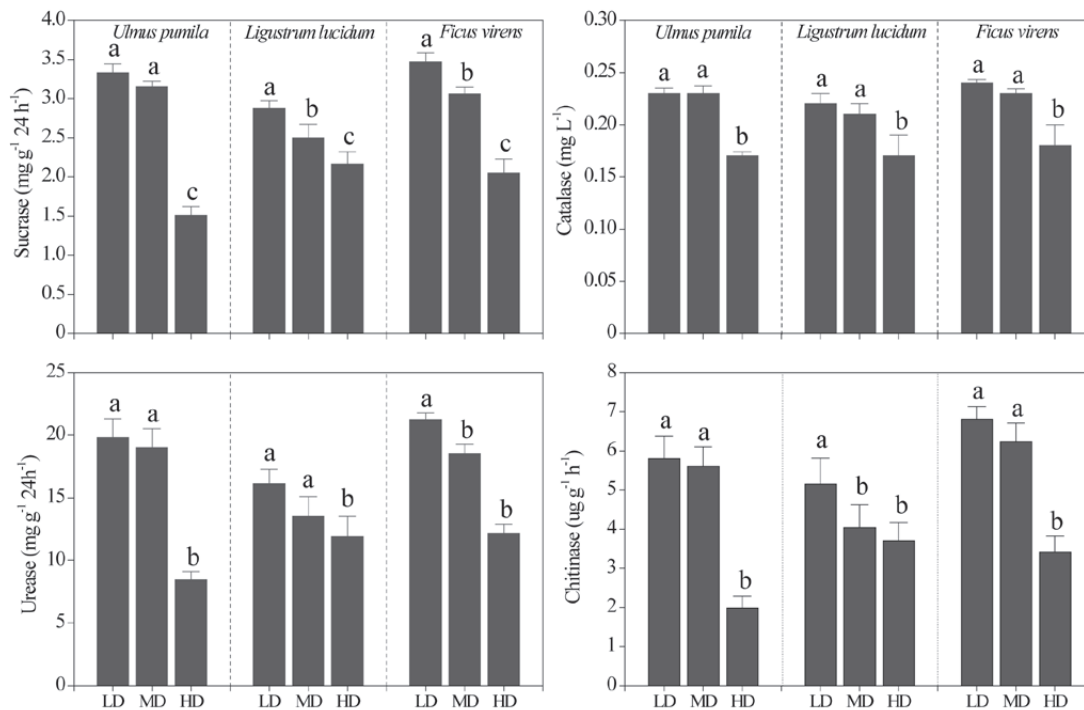 Sucrase (mg g⁻¹ 24 h⁻¹)
4.0
3.5
3.0
2.5
2.0
1.5
1.0
0.5
0
Ulmus pumila
a a c
Ligustrum lucidum
a b c
Ficus virens
a b c
Catalase (mg L⁻¹)
0.30
0.25
0.20
0.15
0.10
0.05
0
Ulmus pumila
a a b
Ligustrum lucidum
a a b
Ficus virens
a a b
Urease (mg g⁻¹ 24h⁻¹)
25
20
15
10
5
0
a a b
a a b
a b b
LD MD HD LD MD HD LD MD HD
Chitinase (ug g⁻¹ h⁻¹)
8
7
6
5
4
3
2
1
0
a a b
a b b
a a b
LD MD HD LD MD HD LD MD HD